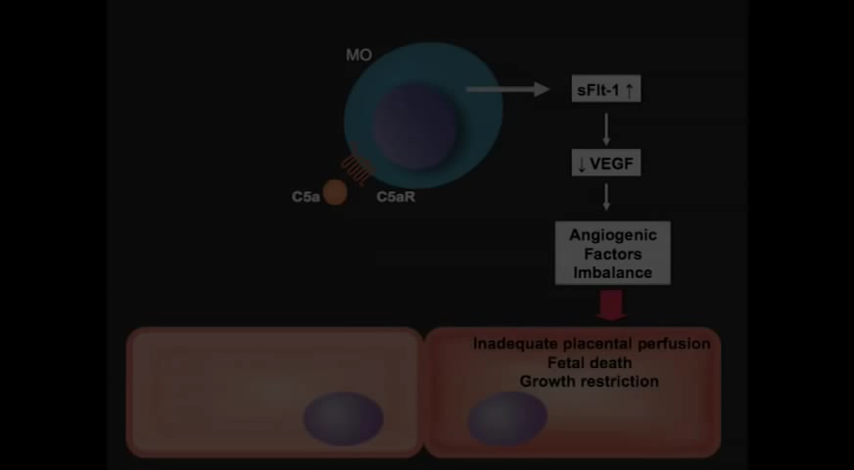 MO
sFlt-1 ↑
↓ VEGF
C5a
C5aR
Angiogenic
Factors
Imbalance
Inadequate placental perfusion
Fetal death
Growth restriction